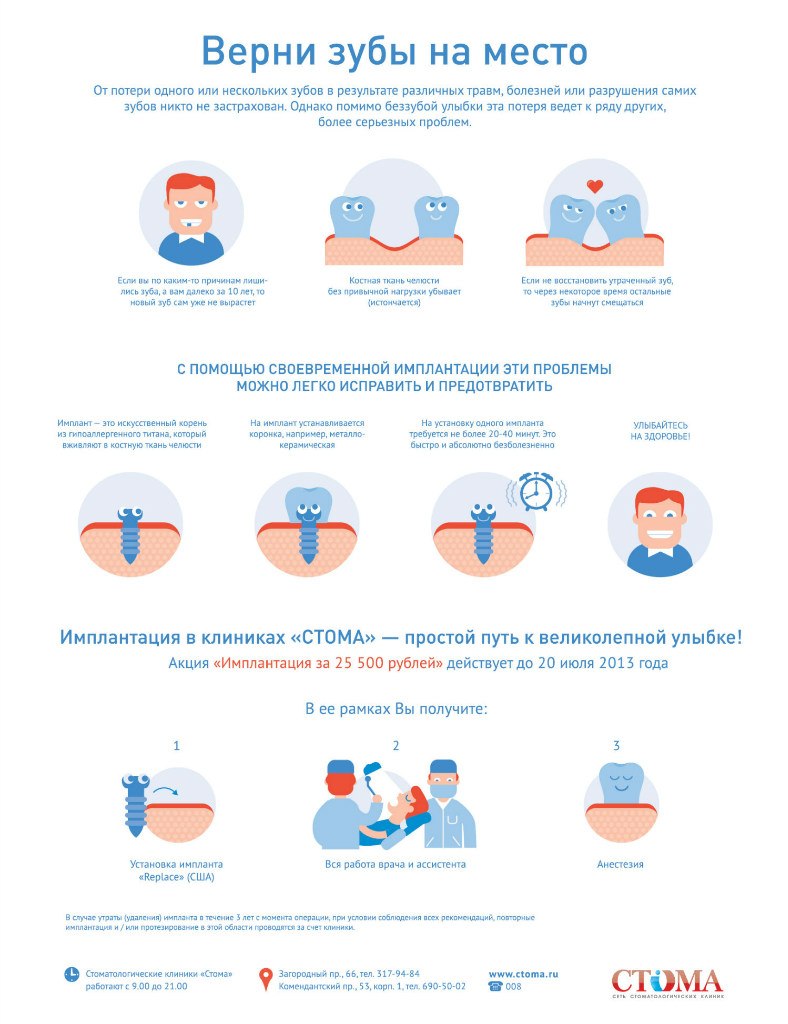 Верни зубы на место
От потери одного или нескольких зубов в результате различных травм, болезней или разрушения самих
зубов никто не застрахован. Однако помимо беззубой улыбки эта потеря ведет к ряду других,
более серьезных проблем.
Если вы по каким-то причинам лиши-
лись зуба, а вам далеко за 10 лет, то
новый зуб сам уже не вырастет
Костная ткань челюсти
без привычной нагрузки убывает
(истончается)
Если не восстановить утраченный зуб,
то через некоторое время остальные
зубы начнут смещаться
С ПОМОЩЬЮ СВОЕВРЕМЕННОЙ ИМПЛАНТАЦИИ ЭТИ ПРОБЛЕМЫ
МОЖНО ЛЕГКО ИСПРАВИТЬ И ПРЕДОТВРАТИТЬ
Имплант — это искусственный корень
из гипоаллергенного титана, который
вживляют в костную ткань челюсти
На имплант устанавливается
коронка, например, металло-
керамическая
На установку одного импланта
требуется не более 20-40 минут. Это
быстро и абсолютно безболезненно
УЛЫБАЙТЕСЬ
НА ЗДОРОВЬЕ!
Имплантация в клиниках «СТОМА» — простой путь к великолепной улыбке!
Акция «Имплантация за 25 500 рублей» действует до 20 июля 2013 года
В ее рамках Вы получите:
1
2
3
Установка импланта
«Replace» (США)
Вся работа врача и ассистента
Анестезия
В случае утраты (удаления) импланта в течение 3 лет с момента операции, при условии соблюдения всех рекомендаций, повторные
имплантация и / или протезирование в этой области проводятся за счет клиники.
Стоматологические клиники «Стома»
работают с 9.00 до 21.00
Загородный пр., 66, тел. 317-94-84
Комендантский пр., 53, корп. 1, тел. 690-50-02
www.ctoma.ru
008
СТОМА
СЕТЬ СТОМАТОЛОГИЧЕСКИХ КЛИНИК